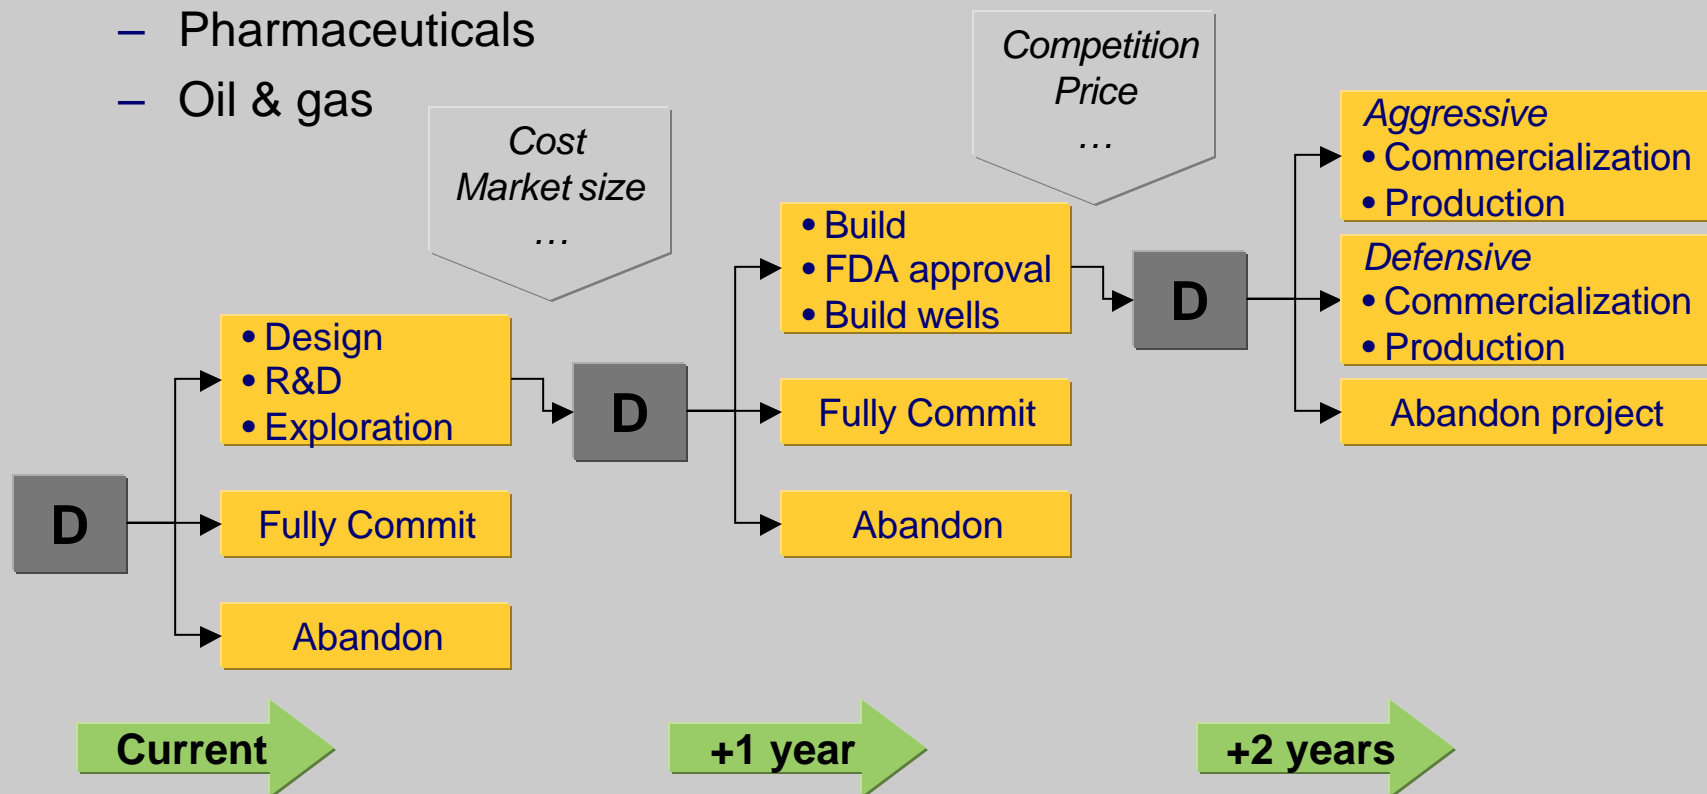 – Pharmaceuticals
– Oil & gas
Cost
Market size
…
Competition
Price
…
D
• Design
• R&D
• Exploration
Fully Commit
Abandon
D
• Build
• FDA approval
• Build wells
Fully Commit
Abandon
D
Aggressive
• Commercialization
• Production
Defensive
• Commercialization
• Production
Abandon project
Current
+1 year
+2 years